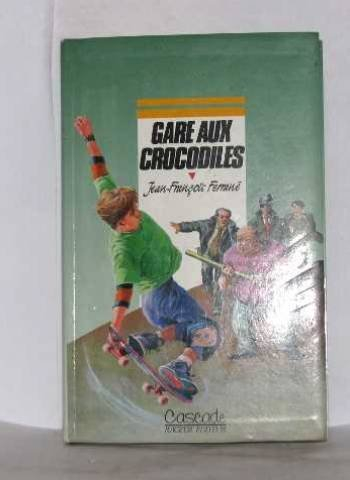 GARE AUX
CROCODILES
Jean-François Ferrané
Cascade